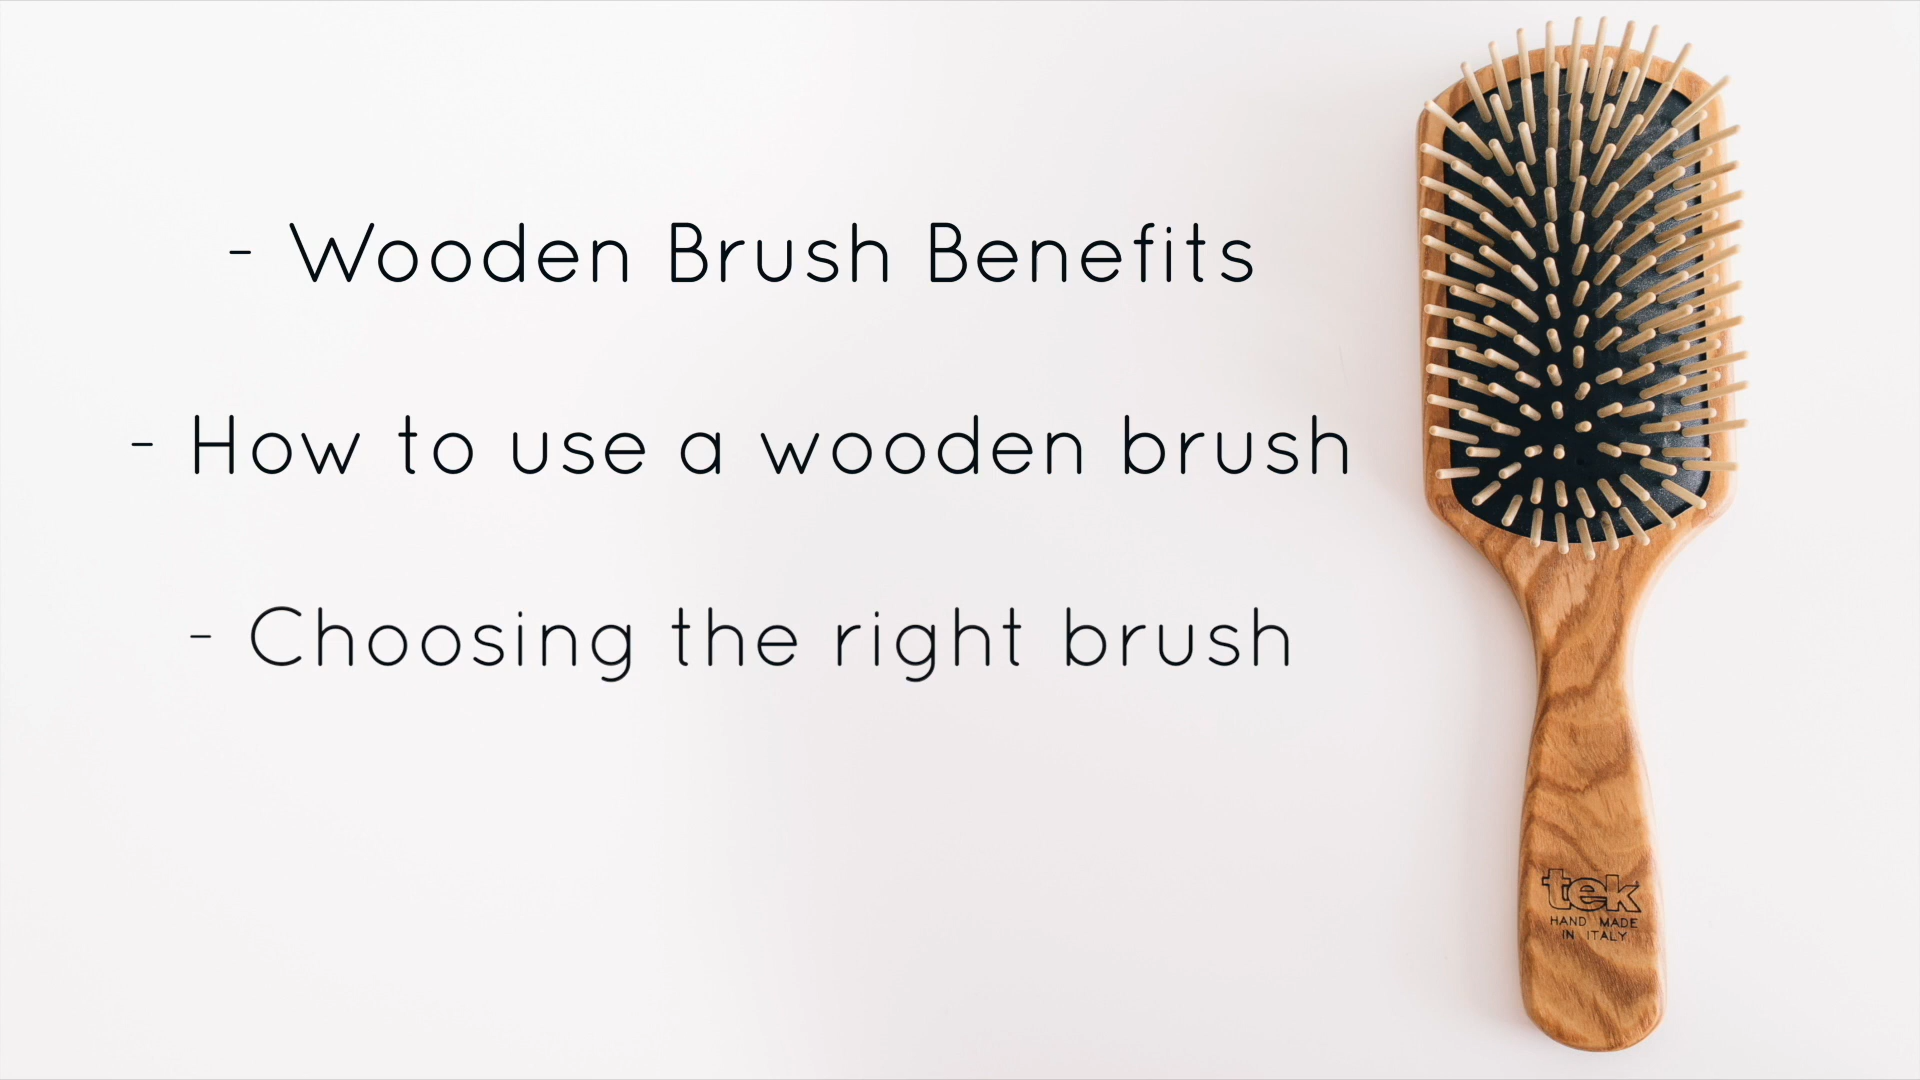 - Wooden Brush Benefits
- How to use a wooden brush
- Choosing the right brush
tek
HAND MADE
IN ITALY